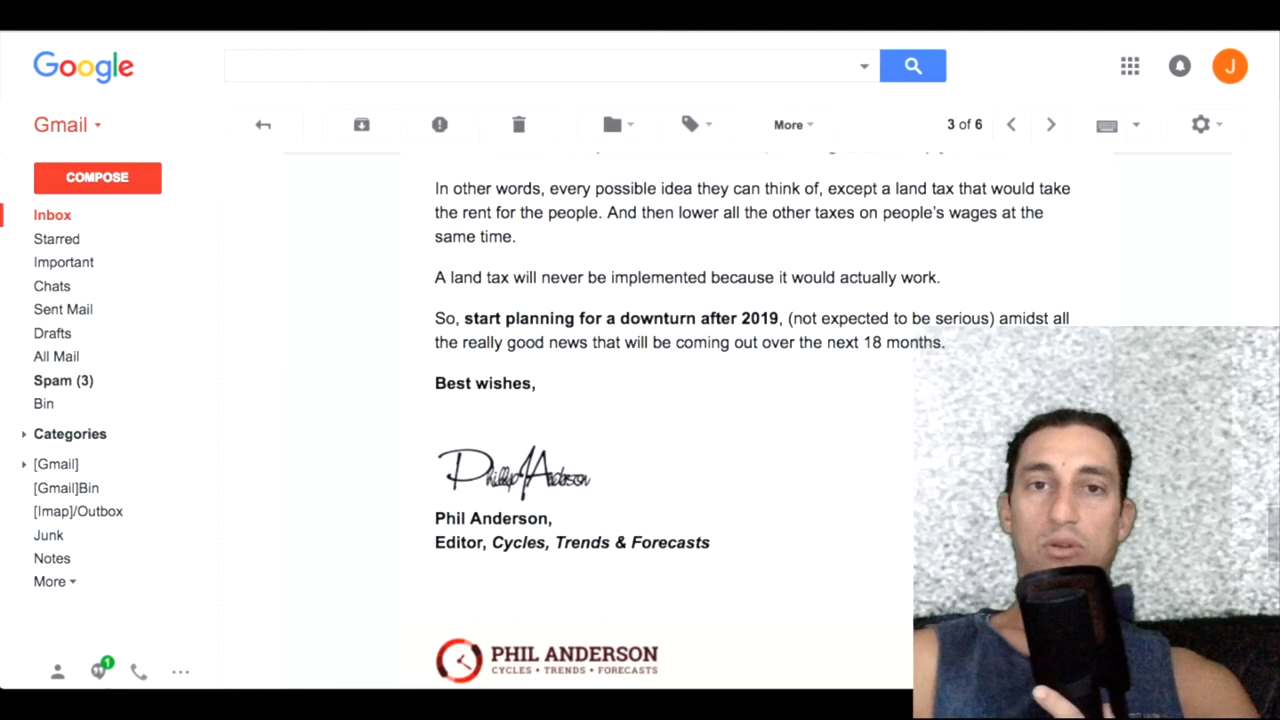 Google
J
Gmail
More
3 of 6
COMPOSE
Inbox
Starred
Important
Chats
Sent Mail
Drafts
All Mail
Spam (3)
Bin
Categories
[Gmail]
[Gmail]Bin
[Imap]/Outbox
Junk
Notes
More
1
In other words, every possible idea they can think of, except a land tax that would take
the rent for the people. And then lower all the other taxes on people's wages at the
same time.
A land tax will never be implemented because it would actually work.
So, start planning for a downturn after 2019, (not expected to be serious) amidst all
the really good news that will be coming out over the next 18 months.
Best wishes,
Phillip J Anderson
Phil Anderson,
Editor, Cycles, Trends & Forecasts
PHIL ANDERSON
CYCLES • TRENDS • FORECASTS